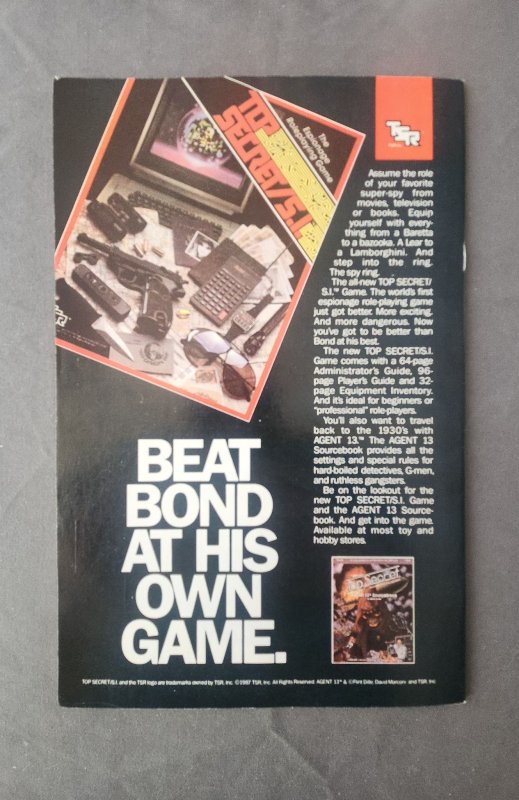 TOP
SECRET/S.I.
The
Espionage
Roleplaying Game
TSR
TSR
Assume the role
of your favorite
super-spy from
movies, television
or books. Equip
yourself with every-
thing from a Baretta
to a bazooka. A Lear to
a Lamborghini. And
step into the ring.
The spy ring.
The all-new TOP SECRET/
S.I.™ Game. The world's first
espionage role-playing game
just got better. More exciting.
And more dangerous. Now
you've got to be better than
Bond at his best.
The new TOP SECRET/S.I.
Game comes with a 64-page
Administrator's Guide, 96-
page Player's Guide and 32-
page Equipment Inventory.
And it's ideal for beginners or
"professional" role-players.
You'll also want to travel
back to the 1930's with
AGENT 13.™ The AGENT 13
Sourcebook provides all the
settings and special rules for
hard-boiled detectives, G-men,
and ruthless gangsters.
Be on the lookout for the
new TOP SECRET/S.I. Game
and the AGENT 13 Source-
book. And get into the game.
Available at most toy and
hobby stores.
BEAT
BOND
AT HIS
OWN
GAME.
Top Secret
Sourcebook
TOP SECRET/S.I. and the TSR logo are trademarks owned by TSR, Inc. ©1987 TSR, Inc. All Rights Reserved. AGENT 13™ & ©Flint Dille, David Marconi and TSR, Inc.